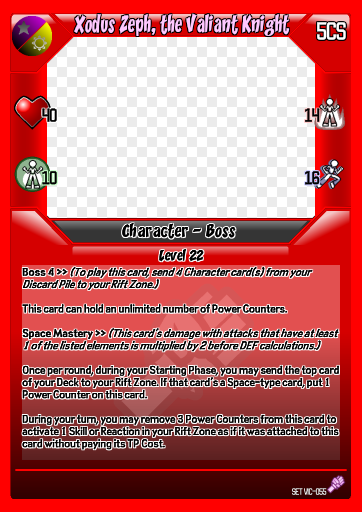 Xodus Zeph, the Valiant Knight
5CS
40
14
10
16
Character - Boss
Level 22
Boss 4 >> (To play this card, send 4 Character card(s) from your
Discard Pile to your Rift Zone.)
This card can hold an unlimited number of Power Counters.
Space Mastery >> (This card's damage with attacks that have at least
1 of the listed elements is multiplied by 2 before DEF calculations.)
Once per round, during your Starting Phase, you may send the top card
of your Deck to your Rift Zone. If that card's a Space-type card, put 1
Power Counter on this card.
During your turn, you may remove 3 Power Counters from this card to
activate 1 Skill or Reaction in your Rift Zone as if it was attached to this
card without paying its TP Cost.
SET VIC-055